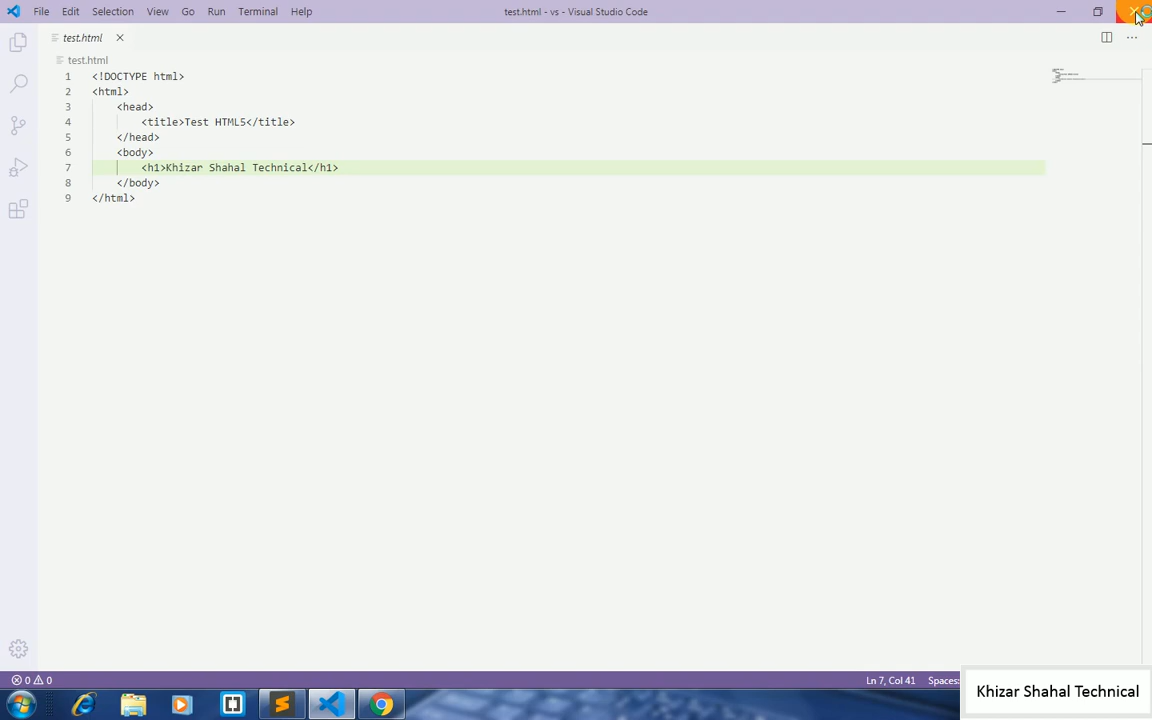 File Edit Selection View Go Run Terminal Help test.html - vs - Visual Studio Code
test.html
test.html
1 <!DOCTYPE html>
2 <html>
3 <head>
4 <title>Test HTML5</title>
5 </head>
6 <body>
7 <h1>Khizar Shahal Technical</h1>
8 </body>
9 </html>
0 0 Ln 7, Col 41 Spaces:
Khizar Shahal Technical